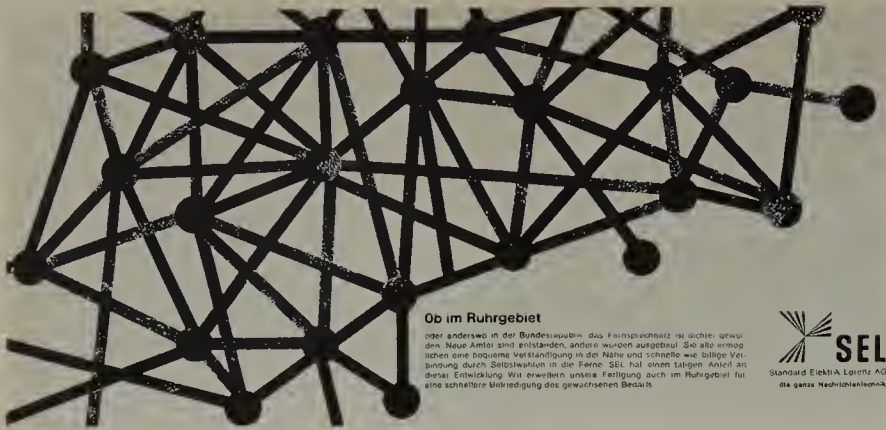 Ob im Ruhrgebiet
oder anderswo in der Bundesrepublik das Fernsprechnetz ist dichter gewor-
den. Neue Ämter sind entstanden, andere wurden ausgebaut. Sie alle ermög-
lichen eine bequeme Verständigung in der Nähe und schnelle wie billige Ver-
bindung durch Selbstwählen in die Ferne. SEL hat einen tätigen Anteil an
dieser Entwicklung. Wir erweitern unsere Fertigung auch im Ruhrgebiet für
eine schnellere Befriedigung des gewachsenen Bedarfs
SEL
Standard Elektrik Lorenz AG
die ganze Nachrichtentechnik